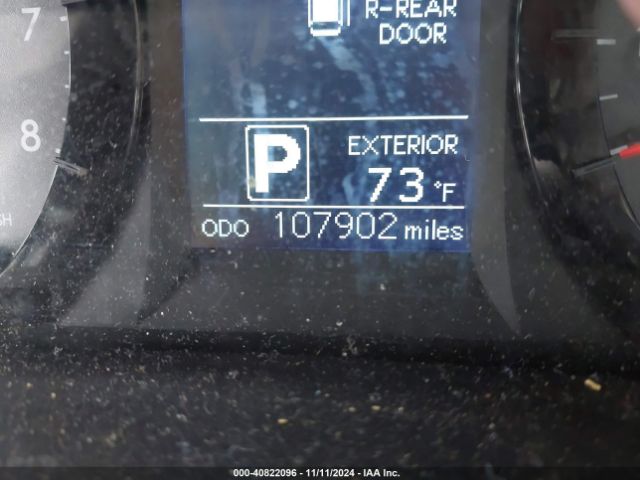 7
R-REAR
DOOR
8
P
EXTERIOR
73 °F
ODO 107902 miles
000-40822096 - 11/11/2024 - IAA Inc.